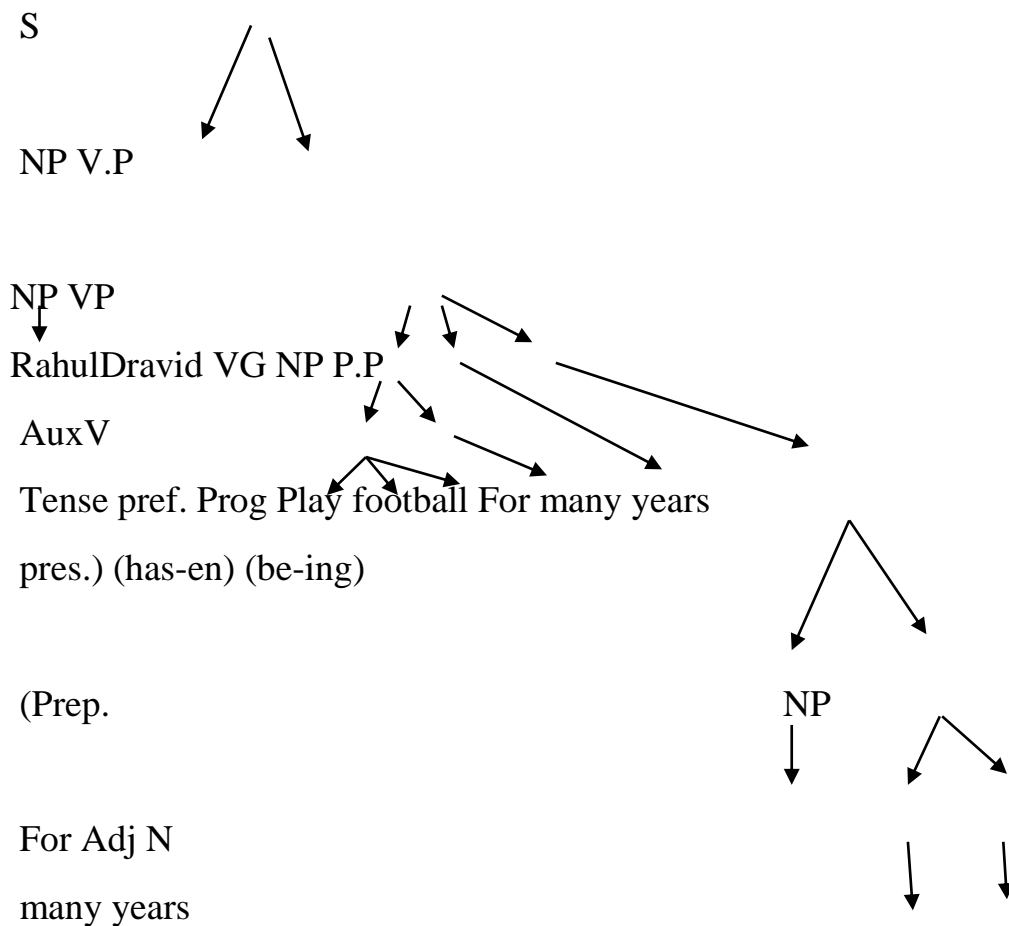 S
NP V.P
NP VP
RahulDravid VG NP P.P
AuxV
Tense pref. Prog Play football For many years
pres.) (has-en) (be-ing)
(Prep. NP
For Adj N
many years